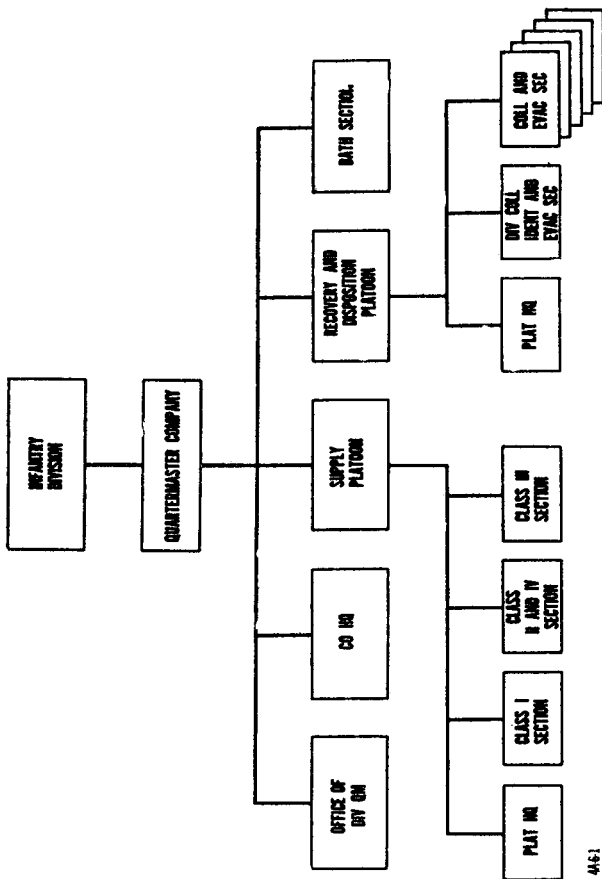 INFANTRY
DIVISION
QUARTERMASTER COMPANY
OFFICE OF
DIV QM
CO HQ
SUPPLY
PLATOON
RECOVERY AND
DISPOSITION
PLATOON
BATH SECTION
PLAT HQ
CLASS I
SECTION
CLASS
II AND IV
SECTION
CLASS III
SECTION
PLAT HQ
DIV COLL
IDENT AND
EVAC SEC
COLL AND
EVAC SEC